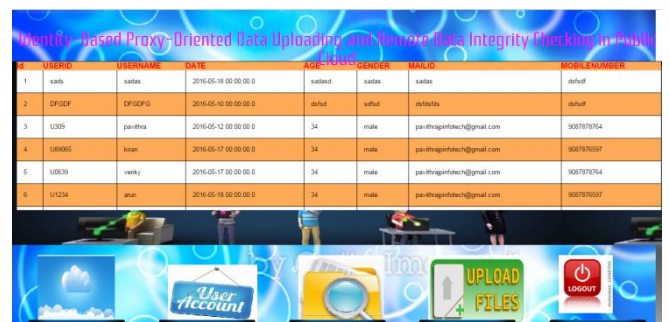 Identity-Based Proxy-Oriented Data Uploading and Remote Data Integrity Checking in Public
Cloud
Id USERID USERNAME DATE AGE GENDER MAILID MOBILENUMBER
1 sads sadas 2016-05-18 00:00:00.0 sadasd sadas sadas dsfsdf
2 DFGDF DFGDFG 2016-05-10 00:00:00.0 dsfsd sdfsd dsfdsfds dsfsdf
3 U309 pavithra 2016-05-12 00:00:00.0 34 male pavithrapinfotech@gmail.com 9087878764
4 U89065 kiran 2016-05-17 00:00:00.0 34 male pavithrapinfotech@gmail.com 9087876597
5 U0639 venky 2016-05-17 00:00:00.0 34 male pavithrapinfotech@gmail.com 9087878764
6 U1234 arun 2016-05-18 00:00:00.0 34 male pavithrapinfotech@gmail.com 9087876597
by
User
Account
UPLOAD
FILES
LOGOUT